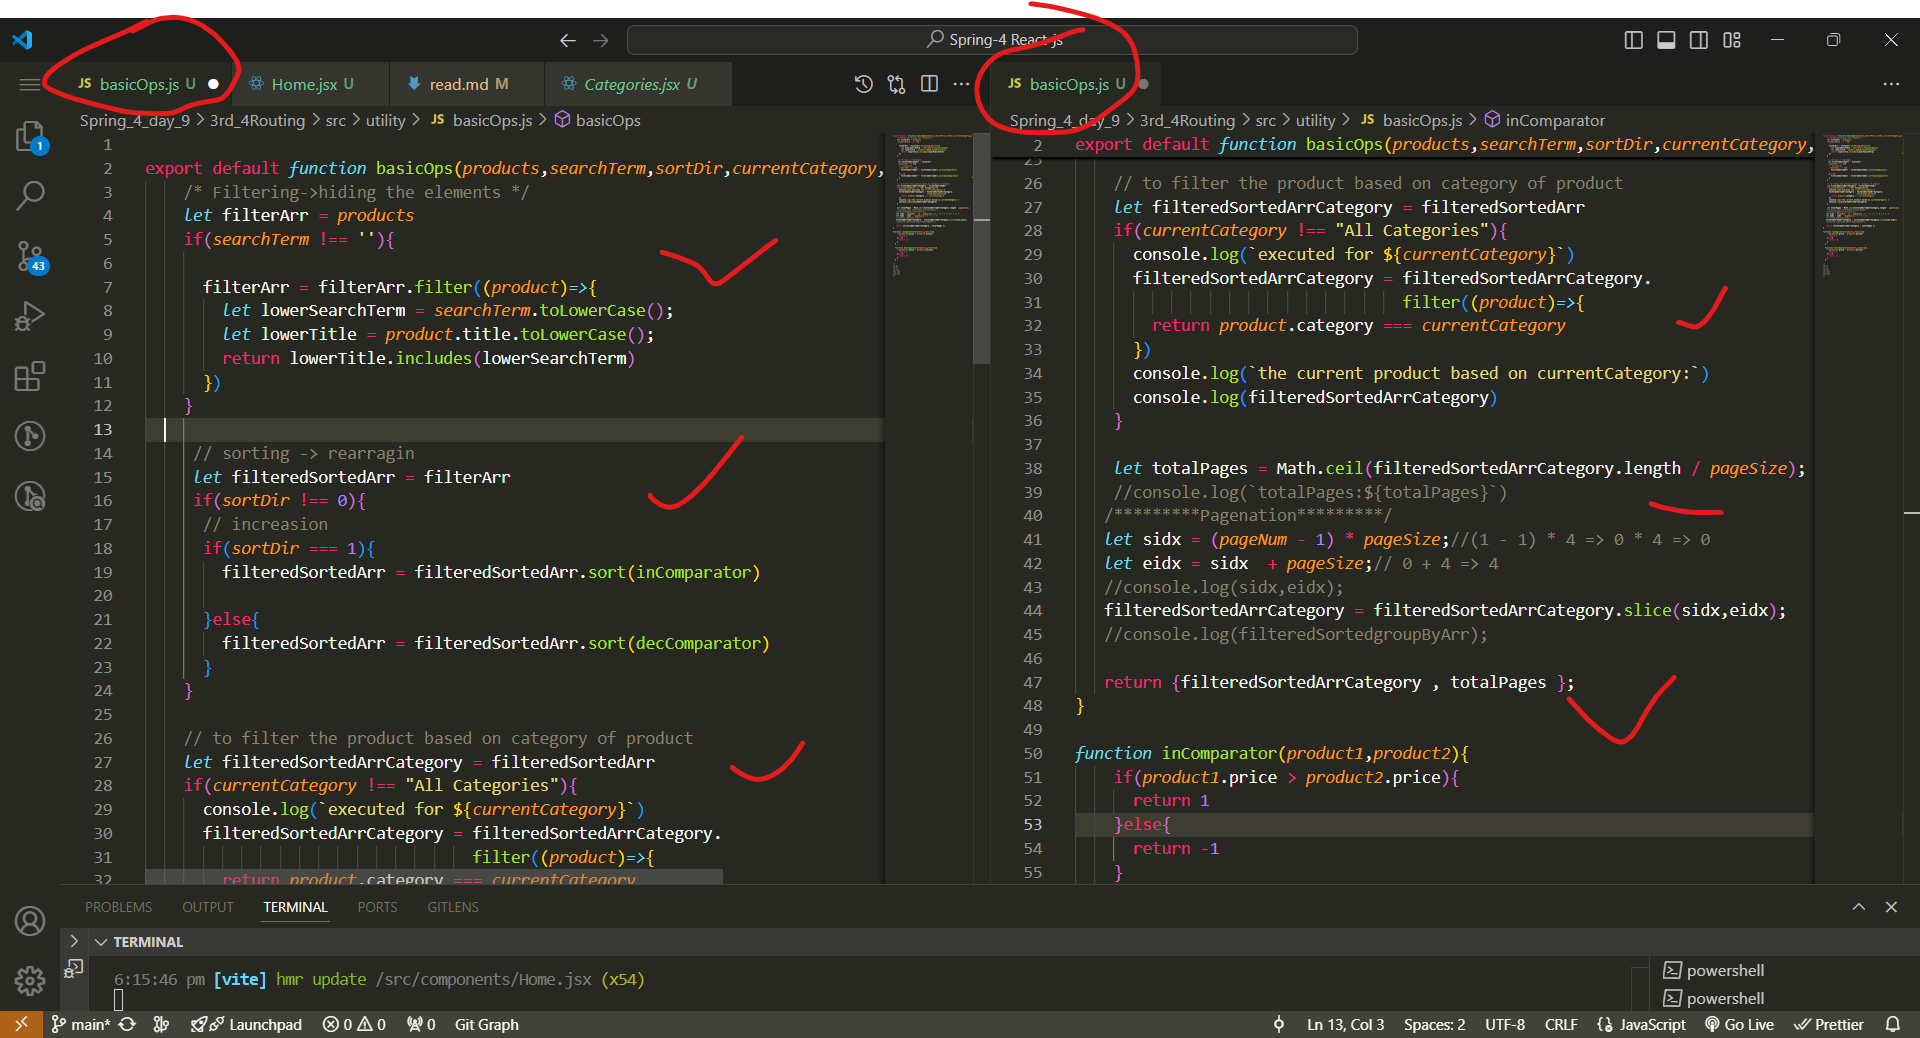 Spring-4 React-js
JS basicOps.js U
Home.jsx U
read.md M
Categories.jsx U
JS basicOps.js U
Spring_4_day_9 > 3rd_4Routing > src > utility > JS basicOps.js > basicOps
1
2 export default function basicOps(products,searchTerm,sortDir,currentCategory,
3 /* Filtering->hiding the elements */
4 let filterArr = products
5 if(searchTerm !== ''){
6
7 filterArr = filterArr.filter((product)=>{
8 let lowerSearchTerm = searchTerm.toLowerCase();
9 let lowerTitle = product.title.toLowerCase();
10 return lowerTitle.includes(lowerSearchTerm)
11 })
12 }
13
14 // sorting -> rearragin
15 let filteredSortedArr = filterArr
16 if(sortDir !== 0){
17 // increasion
18 if(sortDir === 1){
19 filteredSortedArr = filteredSortedArr.sort(inComparator)
20
21 }else{
22 filteredSortedArr = filteredSortedArr.sort(decComparator)
23 }
24 }
25
26 // to filter the product based on category of product
27 let filteredSortedArrCategory = filteredSortedArr
28 if(currentCategory !== "All Categories"){
29 console.log(`executed for ${currentCategory}`)
30 filteredSortedArrCategory = filteredSortedArrCategory.
31 filter((product)=>{
32 return product.category === currentCategory
Spring_4_day_9 > 3rd_4Routing > src > utility > JS basicOps.js > inComparator
2 export default function basicOps(products,searchTerm,sortDir,currentCategory,
25
26 // to filter the product based on category of product
27 let filteredSortedArrCategory = filteredSortedArr
28 if(currentCategory !== "All Categories"){
29 console.log(`executed for ${currentCategory}`)
30 filteredSortedArrCategory = filteredSortedArrCategory.
31 filter((product)=>{
32 return product.category === currentCategory
33 })
34 console.log(`the current product based on currentCategory:`)
35 console.log(filteredSortedArrCategory)
36 }
37
38 let totalPages = Math.ceil(filteredSortedArrCategory.length / pageSize);
39 //console.log(`totalPages:${totalPages}`)
40 /*********Pagenation*********/
41 let sidx = (pageNum - 1) * pageSize;//(1 - 1) * 4 => 0 * 4 => 0
42 let eidx = sidx + pageSize;// 0 + 4 => 4
43 //console.log(sidx,eidx);
44 filteredSortedArrCategory = filteredSortedArrCategory.slice(sidx,eidx);
45 //console.log(filteredSortedgroupByArr);
46
47 return {filteredSortedArrCategory , totalPages };
48 }
49
50 function inComparator(product1,product2){
51 if(product1.price > product2.price){
52 return 1
53 }else{
54 return -1
55 }
1
43
PROBLEMS OUTPUT TERMINAL PORTS GITLENS
TERMINAL
6:15:46 pm [vite] hmr update /src/components/Home.jsx (x54)
powershell
powershell
main* Launchpad 0 0 0 Git Graph Ln 13, Col 3 Spaces: 2 UTF-8 CRLF {} JavaScript Go Live Prettier